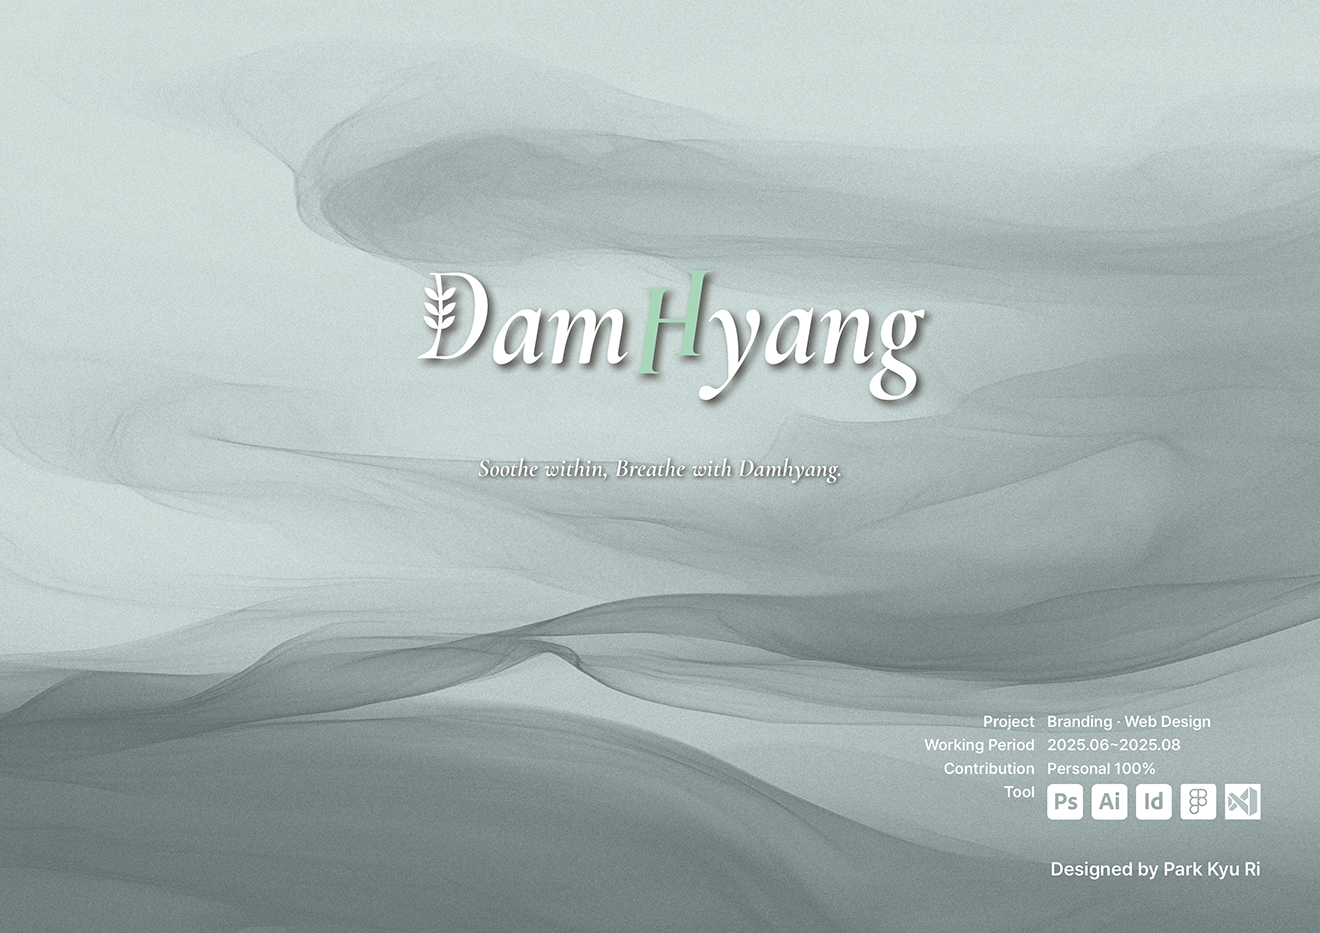 DamHyang
Soothe within, Breathe with Damhyang.
Project Branding · Web Design
Working Period 2025.06~2025.08
Contribution Personal 100%
Tool Ps Ai Id
Designed by Park Kyu Ri